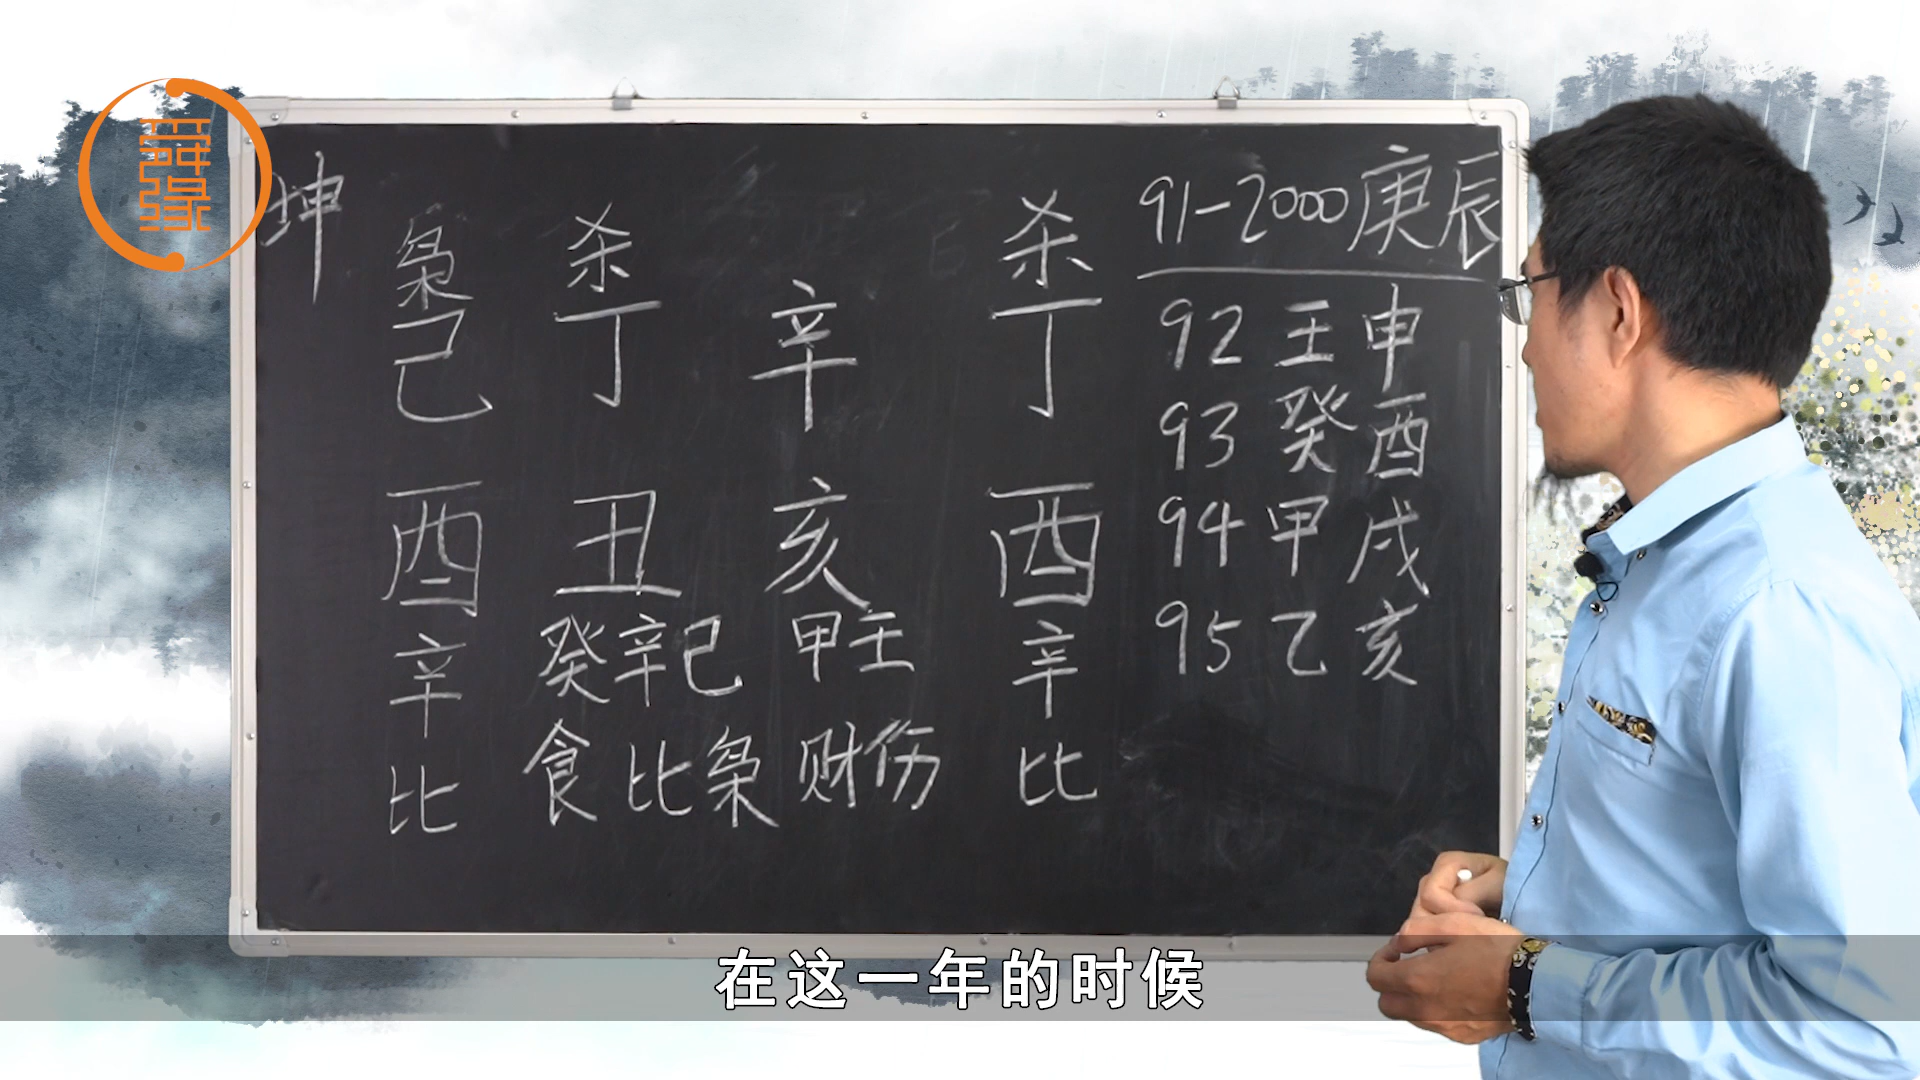 舜缘
坤
枭 杀 杀
己 丁 辛 丁
酉 丑 亥 酉
辛 癸辛己 甲壬 辛
比 食比枭 财伤 比
91-2000庚辰
92 壬申
93 癸酉
94 甲戌
95 乙亥
在这一年的时候